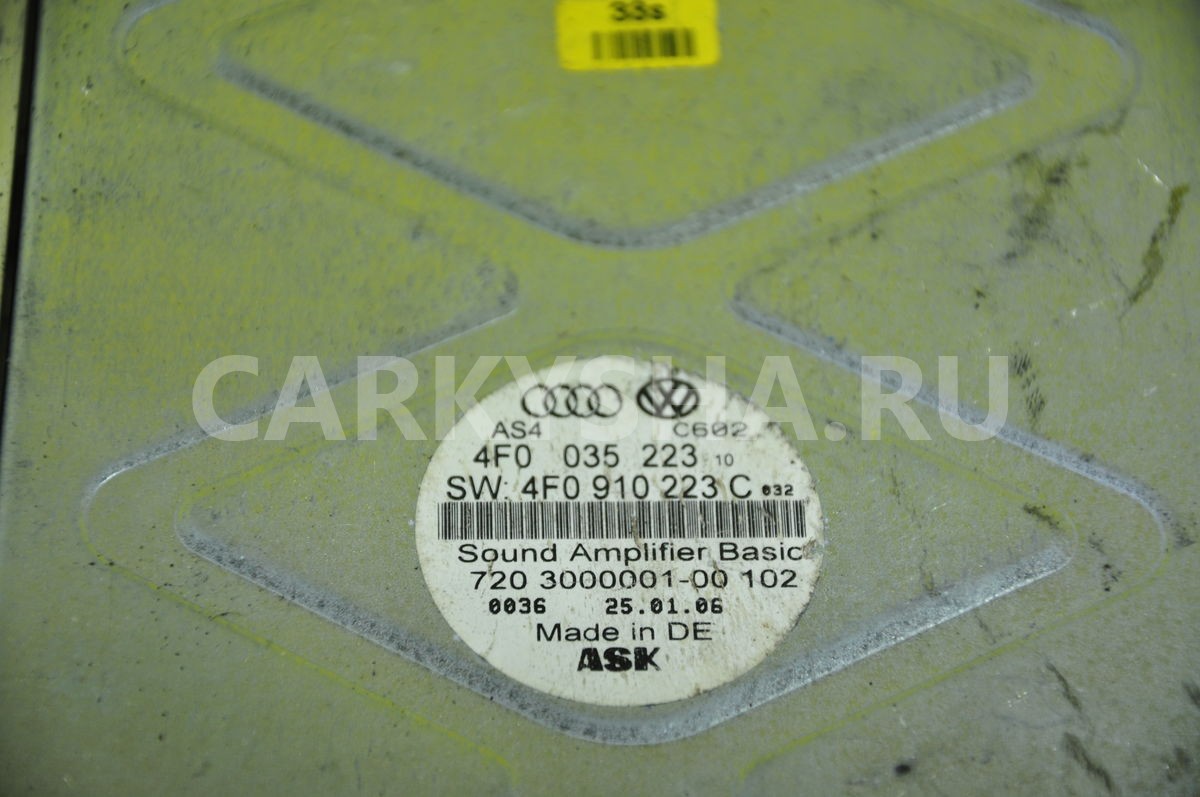 33s
CARKYSHA.RU
AS4 C602
4F0 035 223 10
SW: 4F0 910 223 C 032
Sound Amplifier Basic
720 3000001-00 102
0036 25.01.06
Made in DE
ASK